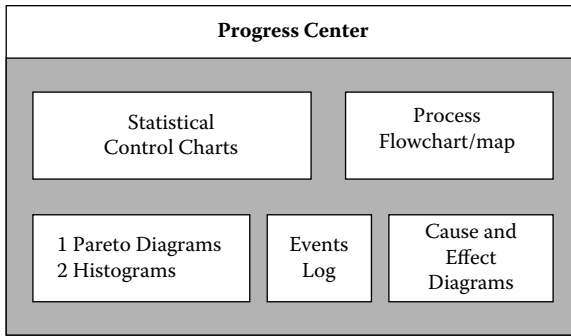 Progress Center
Statistical
Control Charts
Process
Flowchart/map
1 Pareto Diagrams
2 Histograms
Events
Log
Cause and
Effect
Diagrams